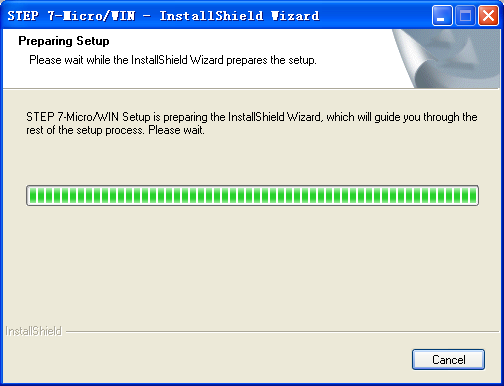 STEP 7-Micro/WIN - InstallShield Wizard
Preparing Setup
Please wait while the InstallShield Wizard prepares the setup.
STEP 7-Micro/WIN Setup is preparing the InstallShield Wizard, which will guide you through the
rest of the setup process. Please wait.
InstallShield
Cancel